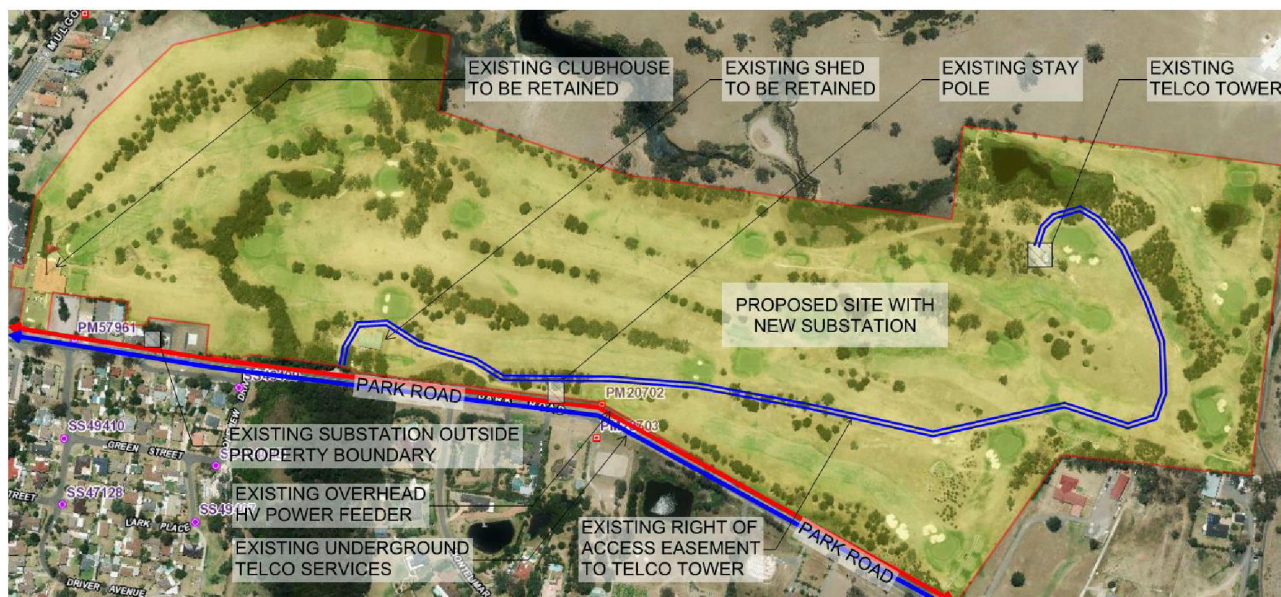 MULGO
EXISTING CLUBHOUSE
TO BE RETAINED
EXISTING SHED
TO BE RETAINED
EXISTING STAY
POLE
EXISTING
TELCO TOWER
PROPOSED SITE WITH
NEW SUBSTATION
PM57961
PARK ROAD
PM20702
SS49410
GREEN STREET
EXISTING SUBSTATION OUTSIDE
PROPERTY BOUNDARY
SS47128
STREET
LARK PLACE
EXISTING OVERHEAD
HV POWER FEEDER
EXISTING UNDERGROUND
TELCO SERVICES
EXISTING RIGHT OF
ACCESS EASEMENT
TO TELCO TOWER
PARK ROAD
DRIVER AVENUE